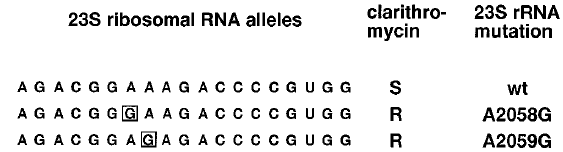 23S ribosomal RNA alleles clarithro- 23S rRNA
mycin mutation
A G A C G G A A A G A C C C C G U G G S wt
A G A C G G G A A G A C C C C G U G G R A2058G
A G A C G G A G A G A C C C C G U G G R A2059G